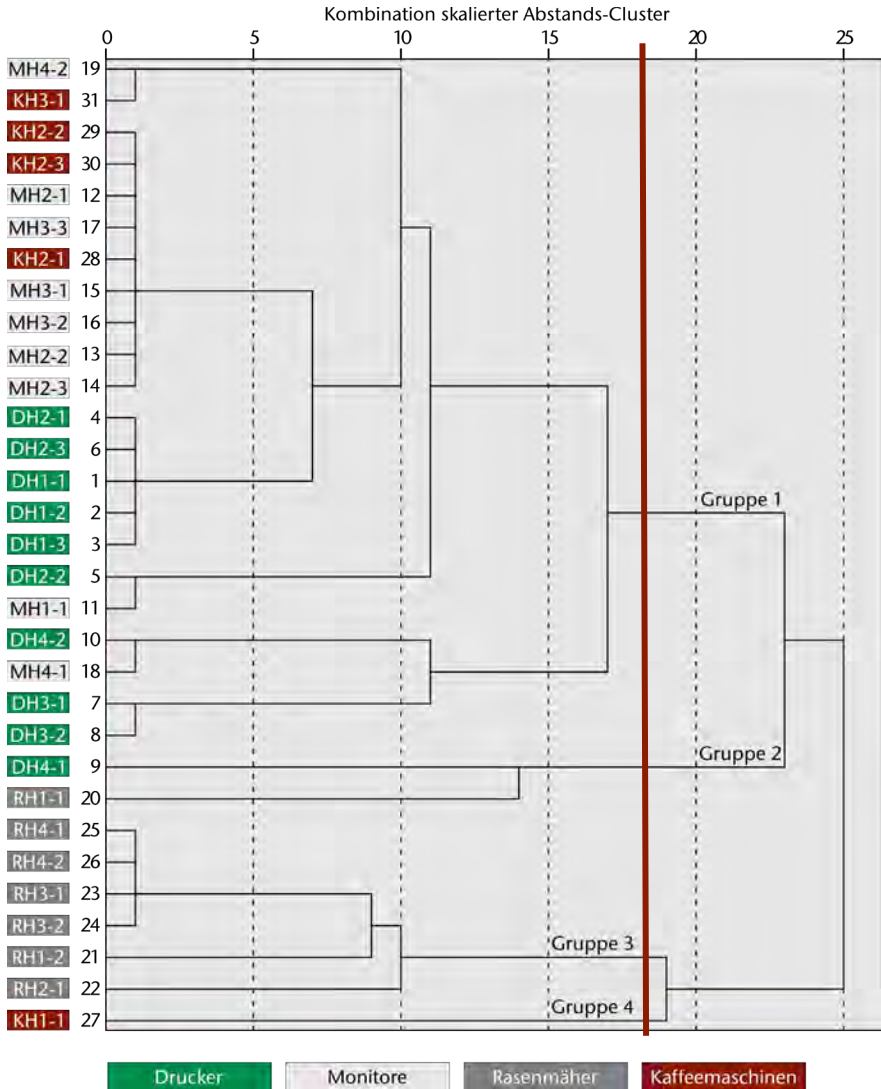 Kombination skalierter Abstands-Cluster
0 5 10 15 20 25
MH4-2 19
KH3-1 31
KH2-2 29
KH2-3 30
MH2-1 12
MH3-3 17
KH2-1 28
MH3-1 15
MH3-2 16
MH2-2 13
MH2-3 14
DH2-1 4
DH2-3 6
DH1-1 1
Gruppe 1
DH1-2 2
DH1-3 3
DH2-2 5
MH1-1 11
DH4-2 10
MH4-1 18
DH3-1 7
DH3-2 8
Gruppe 2
DH4-1 9
RH1-1 20
RH4-1 25
RH4-2 26
RH3-1 23
RH3-2 24
Gruppe 3
RH1-2 21
RH2-1 22
Gruppe 4
KH1-1 27
Drucker Monitore Rasenmäher Kaffeemaschinen